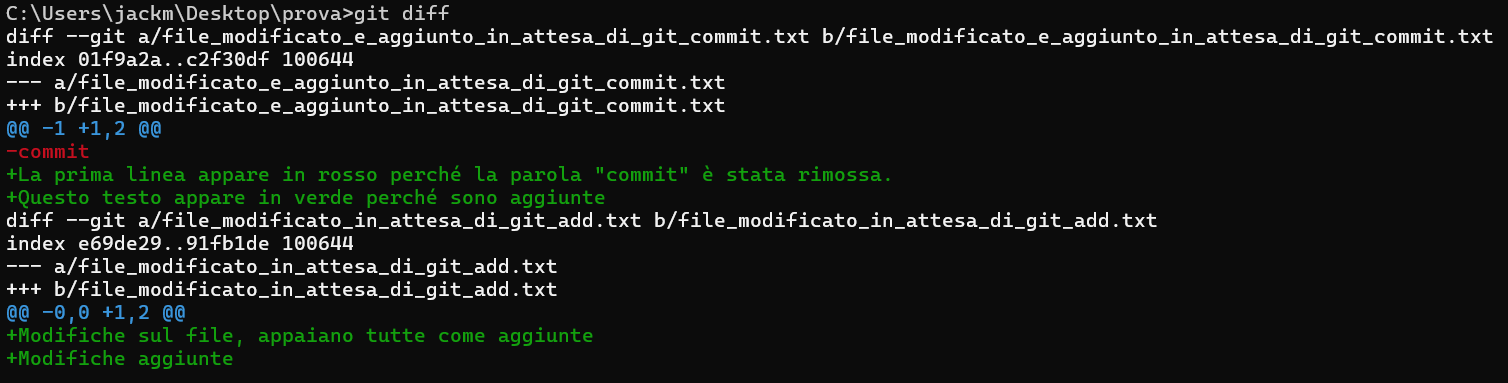 C:\Users\jackm\Desktop\prova>git diff
diff --git a/file_modificato_e_aggiunto_in_attesa_di_git_commit.txt b/file_modificato_e_aggiunto_in_attesa_di_git_commit.txt
index 01f9a2a..c2f30df 100644
--- a/file_modificato_e_aggiunto_in_attesa_di_git_commit.txt
+++ b/file_modificato_e_aggiunto_in_attesa_di_git_commit.txt
@@ -1 +1,2 @@
-commit
+La prima linea appare in rosso perché la parola "commit" è stata rimossa.
+Questo testo appare in verde perché sono aggiunte
diff --git a/file_modificato_in_attesa_di_git_add.txt b/file_modificato_in_attesa_di_git_add.txt
index e69de29..91fb1de 100644
--- a/file_modificato_in_attesa_di_git_add.txt
+++ b/file_modificato_in_attesa_di_git_add.txt
@@ -0,0 +1,2 @@
+Modifiche sul file, appaiano tutte come aggiunte
+Modifiche aggiunte